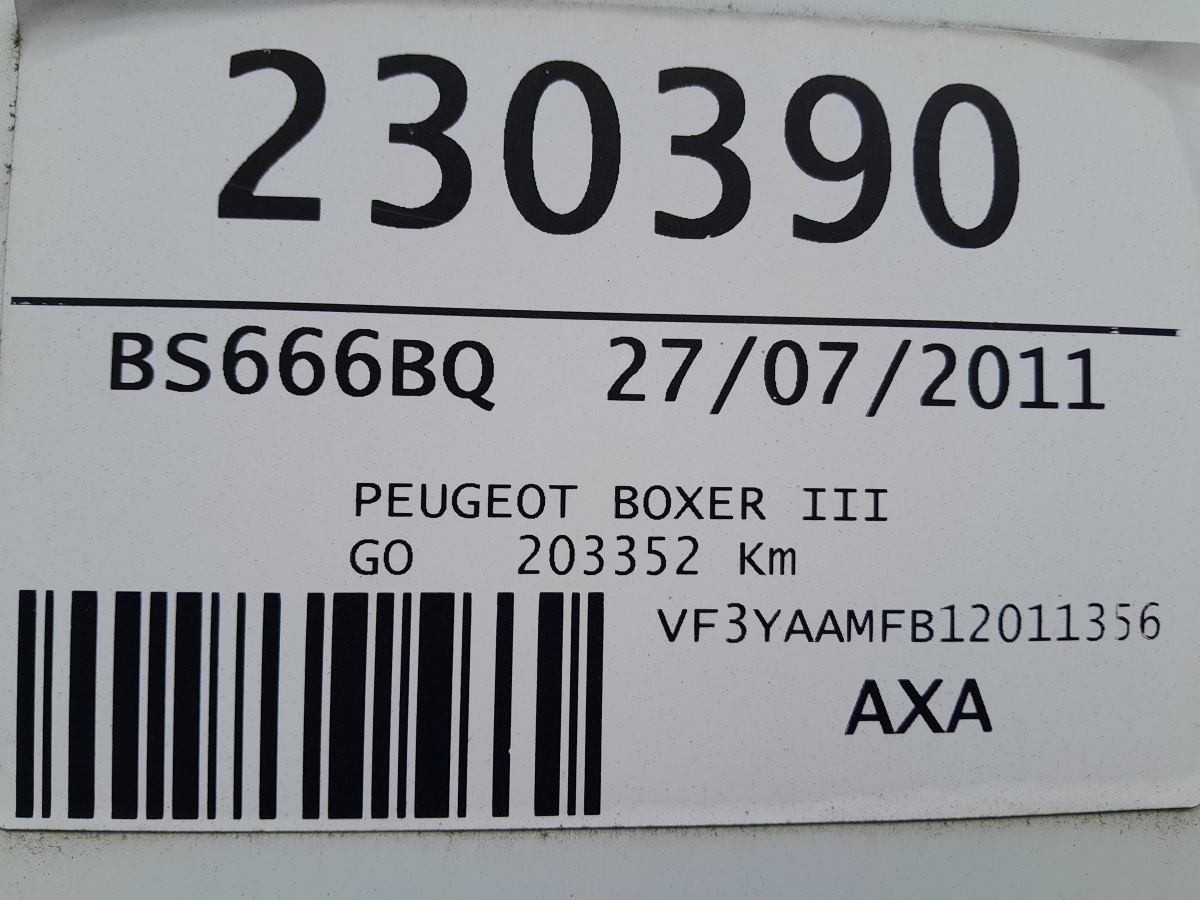 230390
BS666BQ 27/07/2011
PEUGEOT BOXER III
GO 203352 Km
VF3YAAMFB12011356
AXA